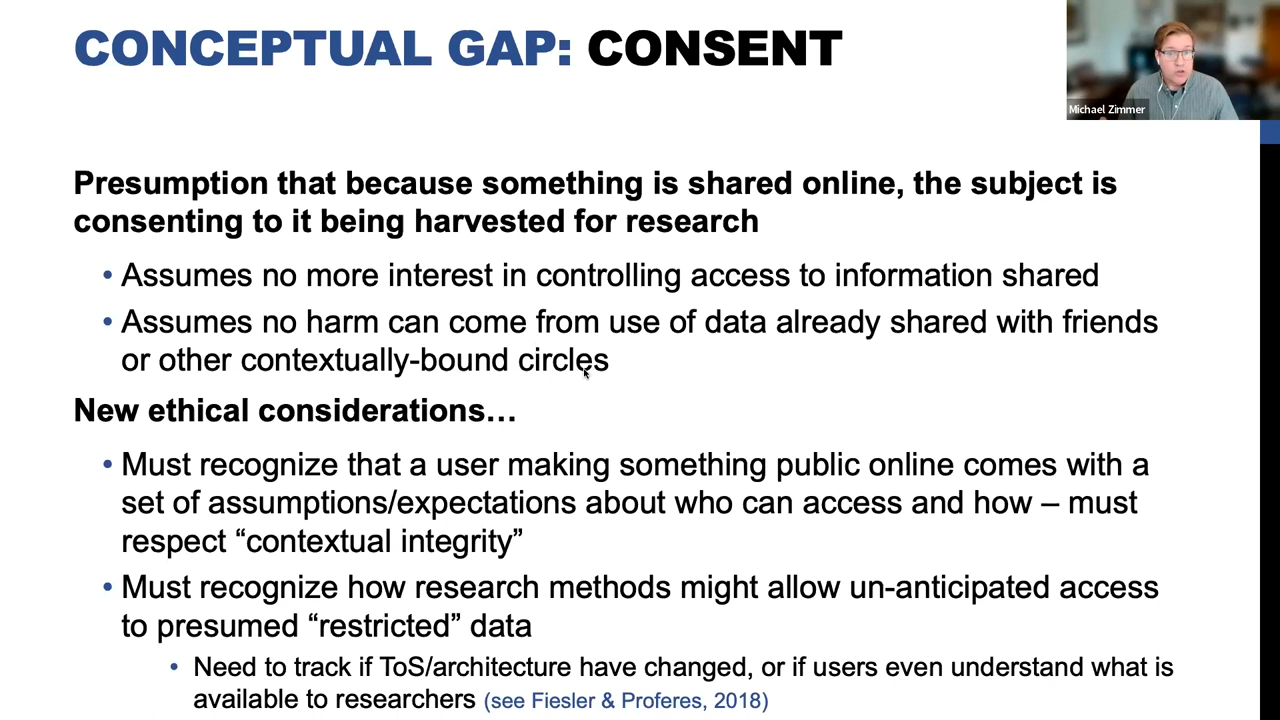 CONCEPTUAL GAP: CONSENT
Michael Zimmer
Presumption that because something is shared online, the subject is
consenting to it being harvested for research
• Assumes no more interest in controlling access to information shared
• Assumes no harm can come from use of data already shared with friends
or other contextually-bound circles
New ethical considerations…
• Must recognize that a user making something public online comes with a
set of assumptions/expectations about who can access and how – must
respect “contextual integrity”
• Must recognize how research methods might allow un-anticipated access
to presumed “restricted” data
• Need to track if ToS/architecture have changed, or if users even understand what is
available to researchers (see Fiesler & Proferes, 2018)